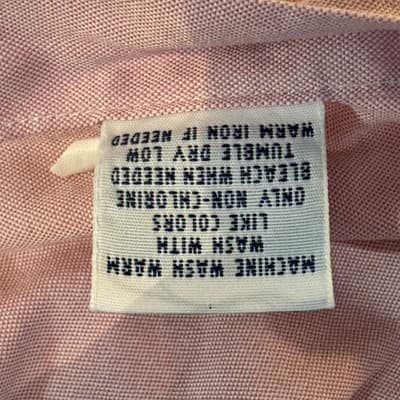 MACHINE WASH WARM
WASH WITH
LIKE COLORS
ONLY NON-CHLORINE
BLEACH WHEN NEEDED
TUMBLE DRY LOW
WARM IRON IF NEEDED